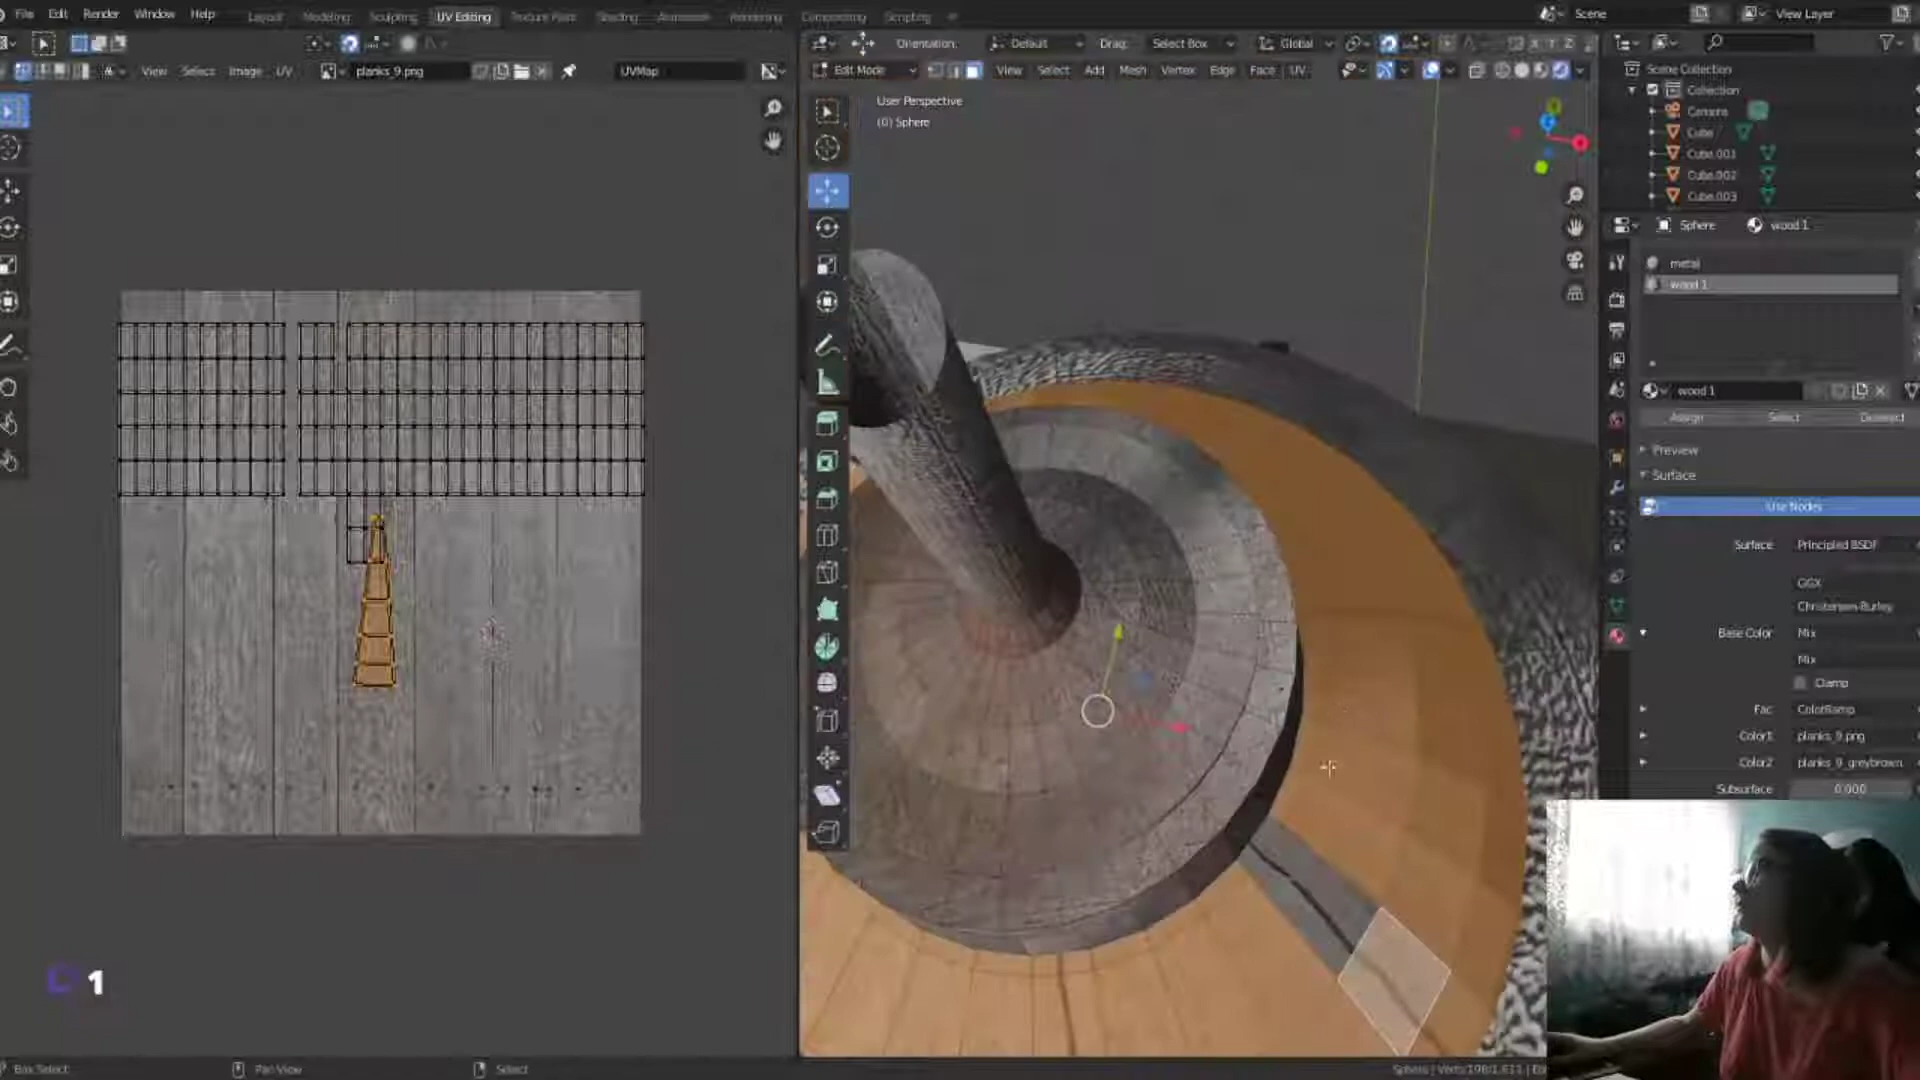 File Edit Render Window Help Layout Modeling Sculpting UV Editing Texture Paint Shading Animation Rendering Compositing Scripting + Scene View Layer
Orientation: Default Drag: Select Box Global
View Select Image UV planks_9.png UVMap
Edit Mode View Select Add Mesh Vertex Edge Face UV
User Perspective
(0) Sphere
Scene Collection
Collection
Camera
Cube
Cube.001
Cube.002
Cube.003
Sphere wood 1
metal
wood 1
wood 1
Assign Select Deselect
Preview
Surface
Use Nodes
Surface Principled BSDF
GGX
Christensen-Burley
Base Color Mix
Mix
Clamp
Fac ColorRamp
Color1 planks_9.png
Color2 planks_9_greybrown
Subsurface 0.000
1
Box Select Pan View Select